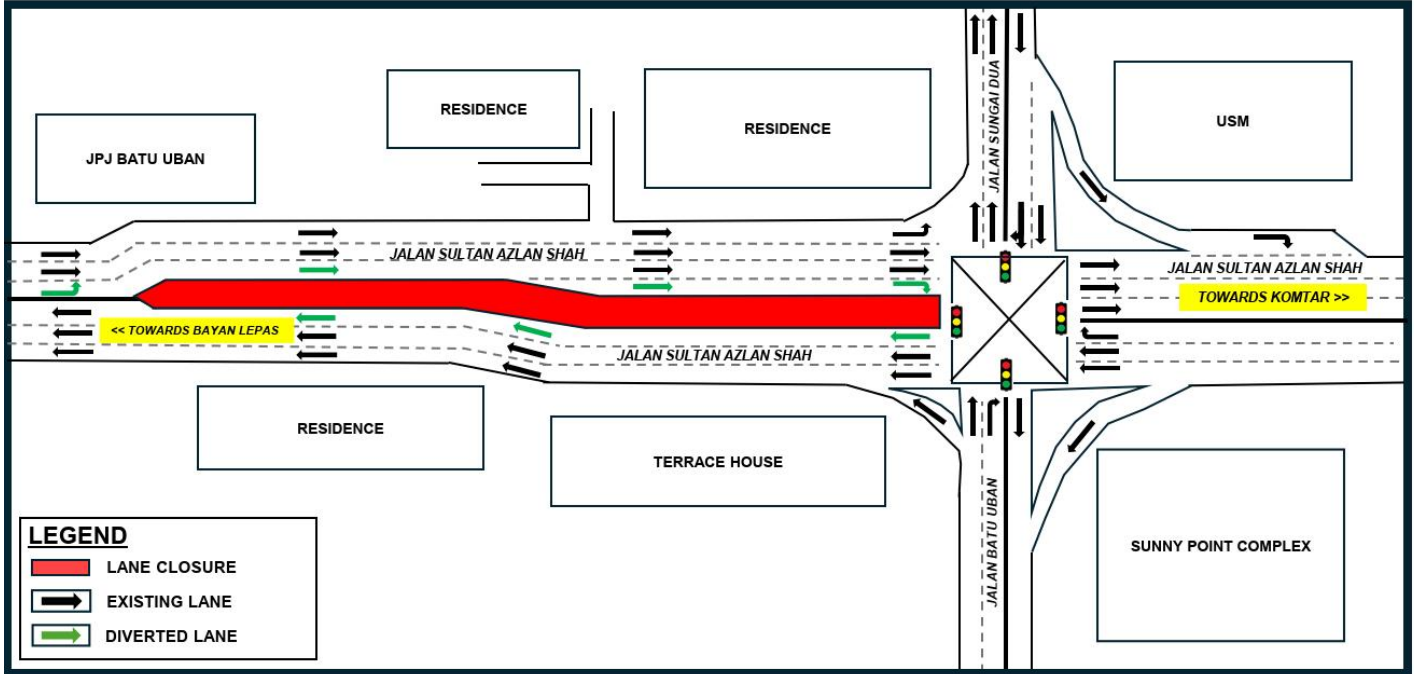 JALAN SUNGAI DUA
RESIDENCE
RESIDENCE
USM
JPJ BATU UBAN
JALAN SULTAN AZLAN SHAH
JALAN SULTAN AZLAN SHAH
TOWARDS KOMTAR >>
<< TOWARDS BAYAN LEPAS
JALAN SULTAN AZLAN SHAH
RESIDENCE
TERRACE HOUSE
JALAN BATU UBAN
SUNNY POINT COMPLEX
LEGEND
LANE CLOSURE
EXISTING LANE
DIVERTED LANE